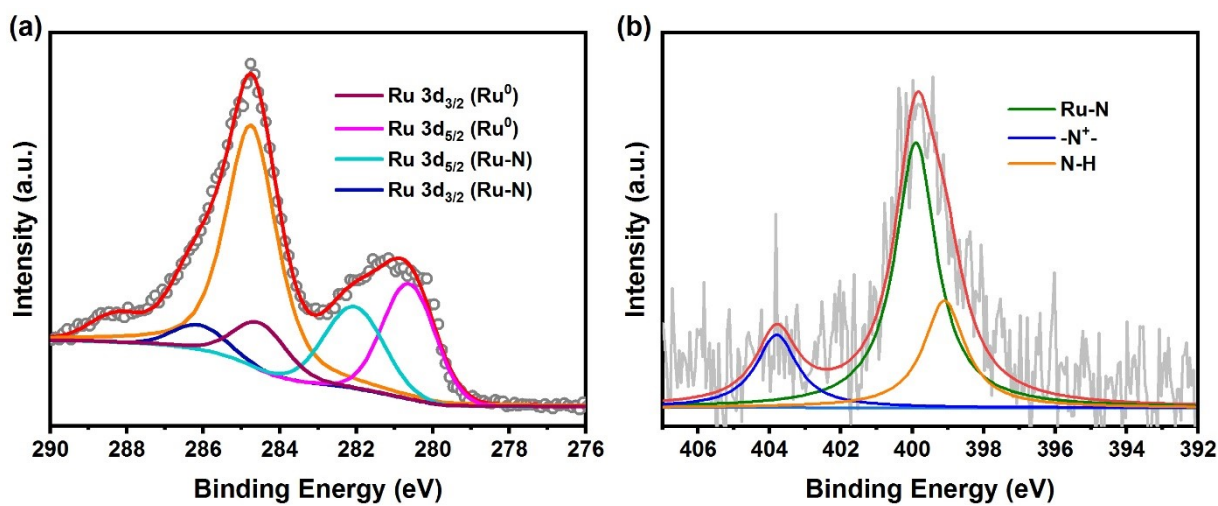 (a)
Ru 3d3/2 (Ru0)
Ru 3d5/2 (Ru0)
Ru 3d5/2 (Ru-N)
Ru 3d3/2 (Ru-N)
Intensity (a.u.)
290 288 286 284 282 280 278 276
Binding Energy (eV)
(b)
Ru-N
-N+-
N-H
Intensity (a.u.)
406 404 402 400 398 396 394 392
Binding Energy (eV)